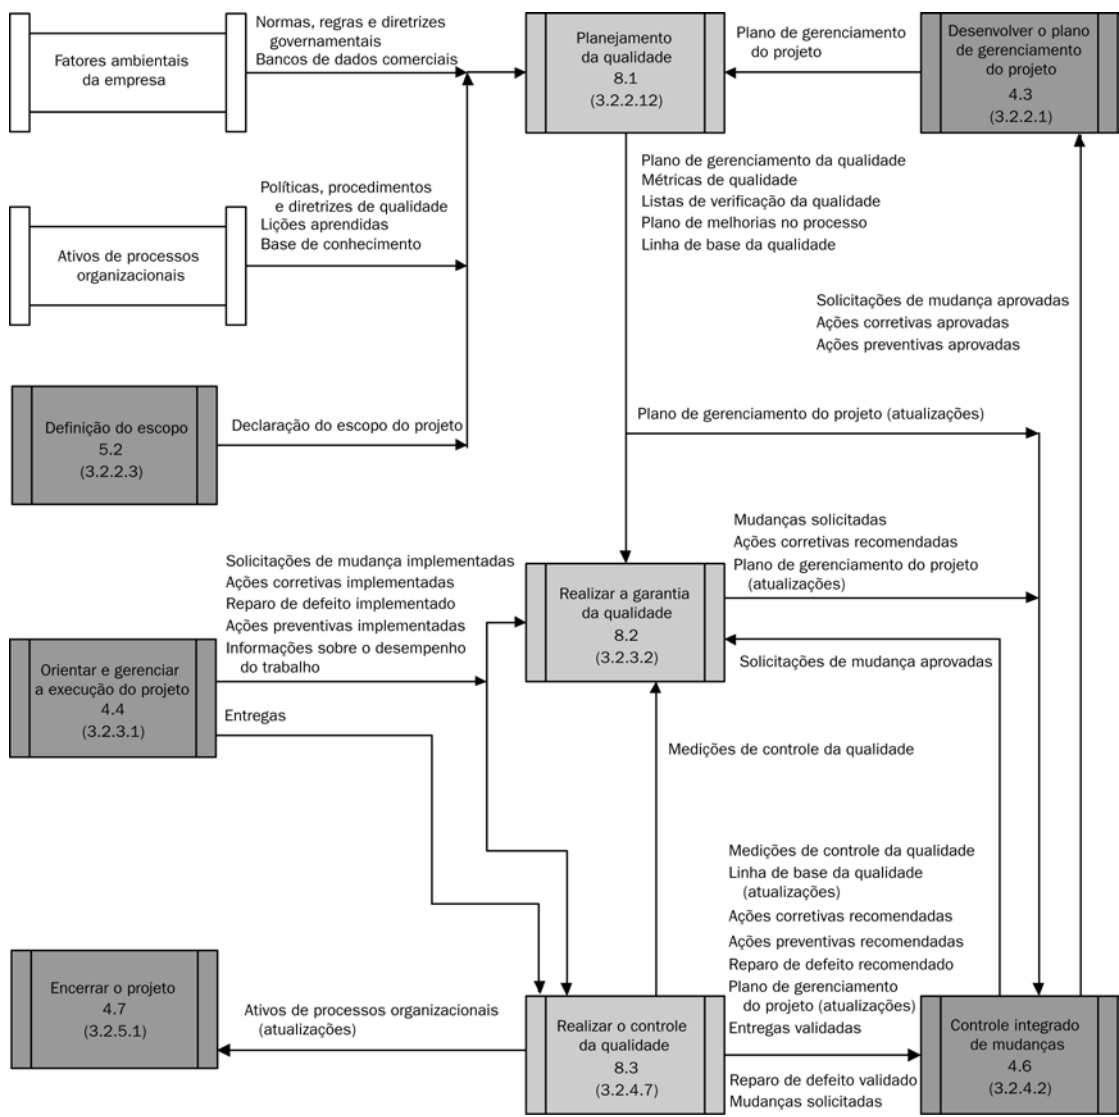 Normas, regras e diretrizes
governamentais
Bancos de dados comerciais
Fatores ambientais
da empresa
Planejamento
da qualidade
8.1
(3.2.2.12)
Plano de gerenciamento
do projeto
Desenvolver o plano
de gerenciamento
do projeto
4.3
(3.2.2.1)
Plano de gerenciamento da qualidade
Métricas de qualidade
Listas de verificação da qualidade
Plano de melhorias no processo
Linha de base da qualidade
Políticas, procedimentos
e diretrizes de qualidade
Lições aprendidas
Base de conhecimento
Ativos de processos
organizacionais
Solicitações de mudança aprovadas
Ações corretivas aprovadas
Ações preventivas aprovadas
Definição do escopo
5.2
(3.2.2.3)
Declaração do escopo do projeto
Plano de gerenciamento do projeto (atualizações)
Mudanças solicitadas
Ações corretivas recomendadas
Plano de gerenciamento do projeto
(atualizações)
Solicitações de mudança implementadas
Ações corretivas implementadas
Reparo de defeito implementado
Ações preventivas implementadas
Informações sobre o desempenho
do trabalho
Realizar a garantia
da qualidade
8.2
(3.2.3.2)
Solicitações de mudança aprovadas
Orientar e gerenciar
a execução do projeto
4.4
(3.2.3.1)
Entregas
Medições de controle da qualidade
Medições de controle da qualidade
Linha de base da qualidade
(atualizações)
Ações corretivas recomendadas
Ações preventivas recomendadas
Reparo de defeito recomendado
Plano de gerenciamento
do projeto (atualizações)
Entregas validadas
Encerrar o projeto
4.7
(3.2.5.1)
Ativos de processos organizacionais
(atualizações)
Realizar o controle
da qualidade
8.3
(3.2.4.7)
Reparo de defeito validado
Mudanças solicitadas
Controle integrado
de mudanças
4.6
(3.2.4.2)